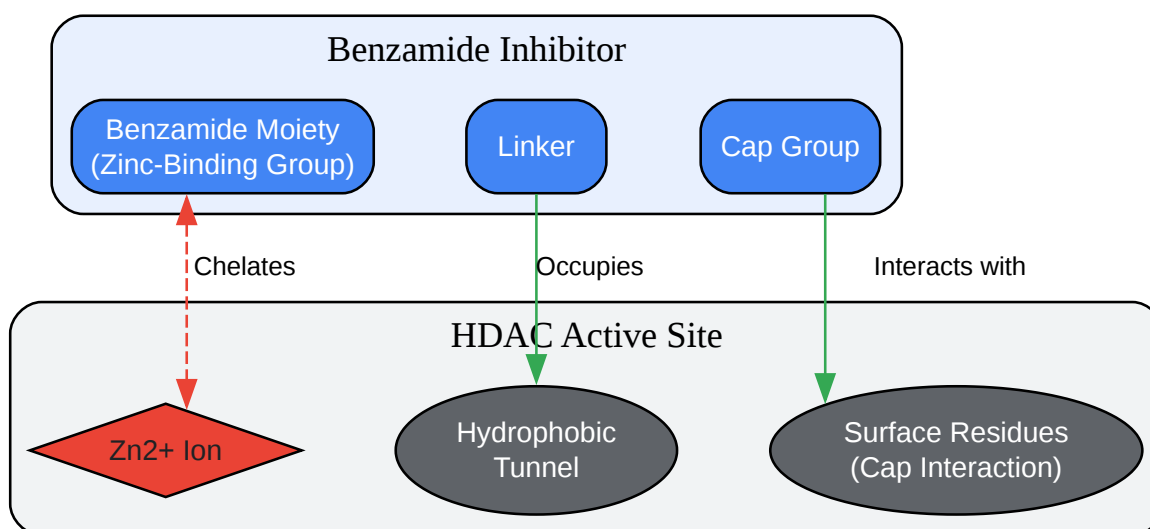 Benzamide Inhibitor
Benzamide Moiety
(Zinc-Binding Group)
Linker
Cap Group
Chelates
Occupies
Interacts with
HDAC Active Site
Zn2+ Ion
Hydrophobic
Tunnel
Surface Residues
(Cap Interaction)